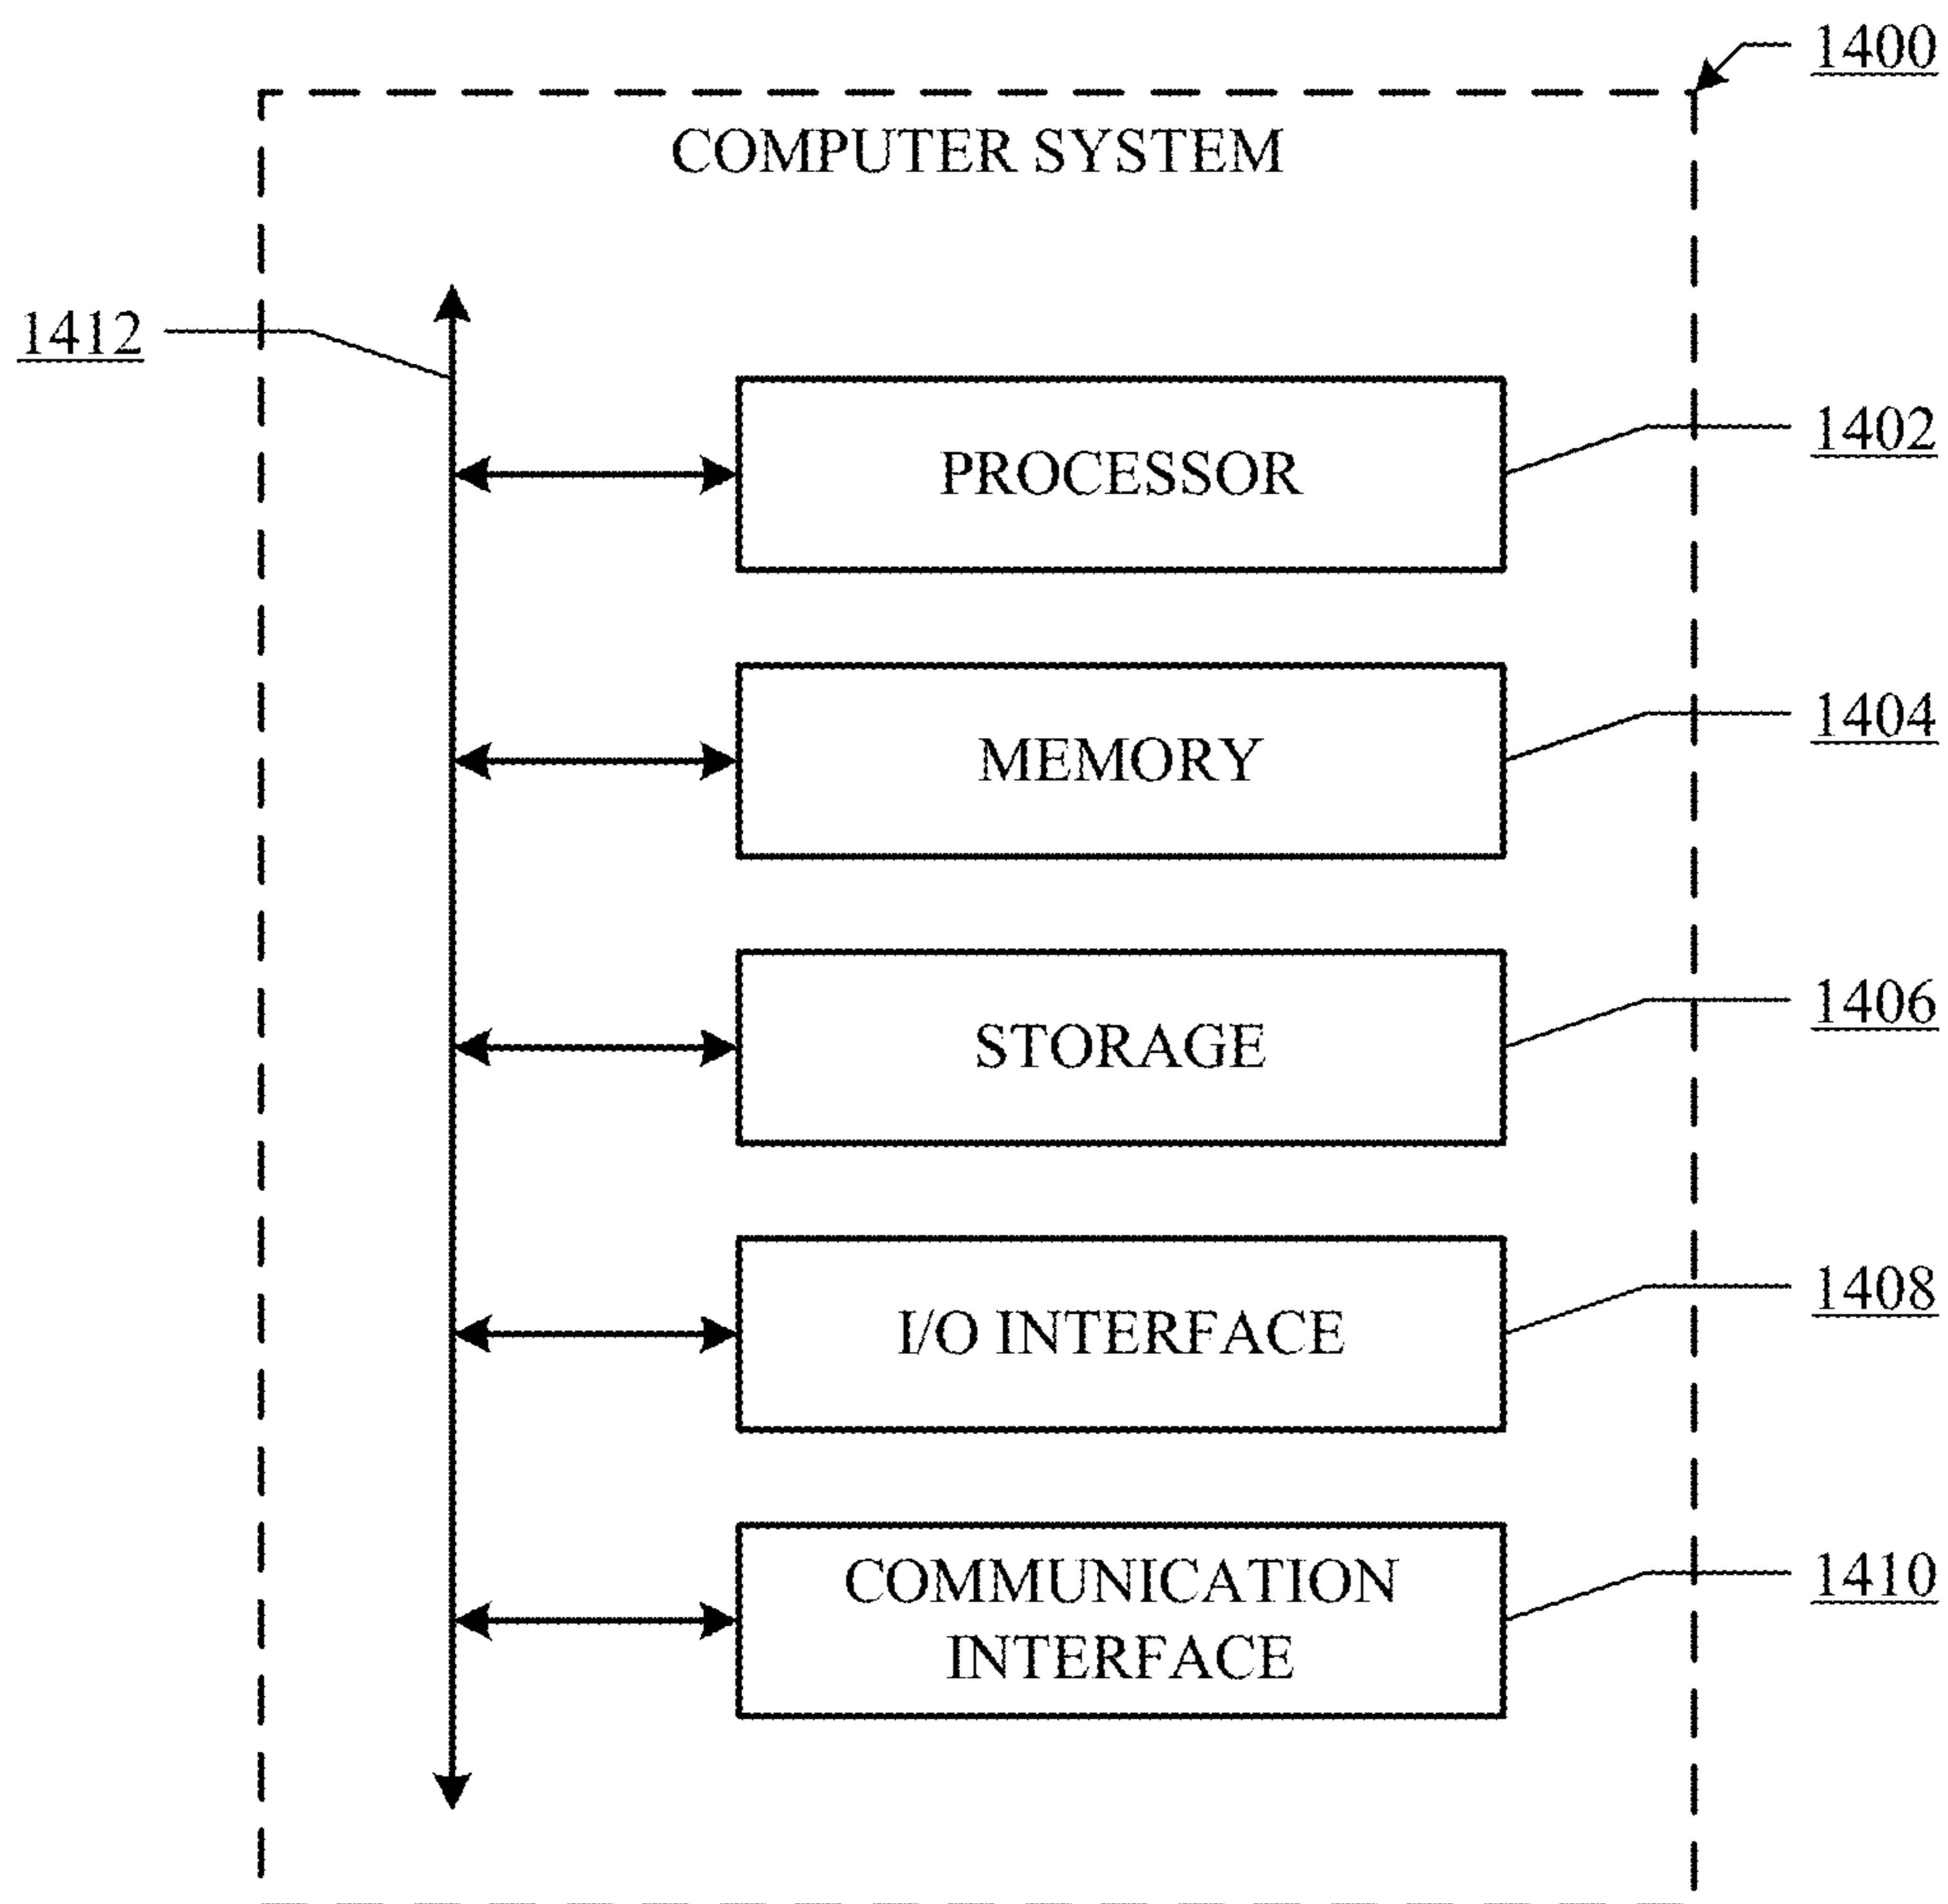 1400
COMPUTER SYSTEM
1412
PROCESSOR
1402
MEMORY
1404
STORAGE
1406
I/O INTERFACE
1408
COMMUNICATION
INTERFACE
1410